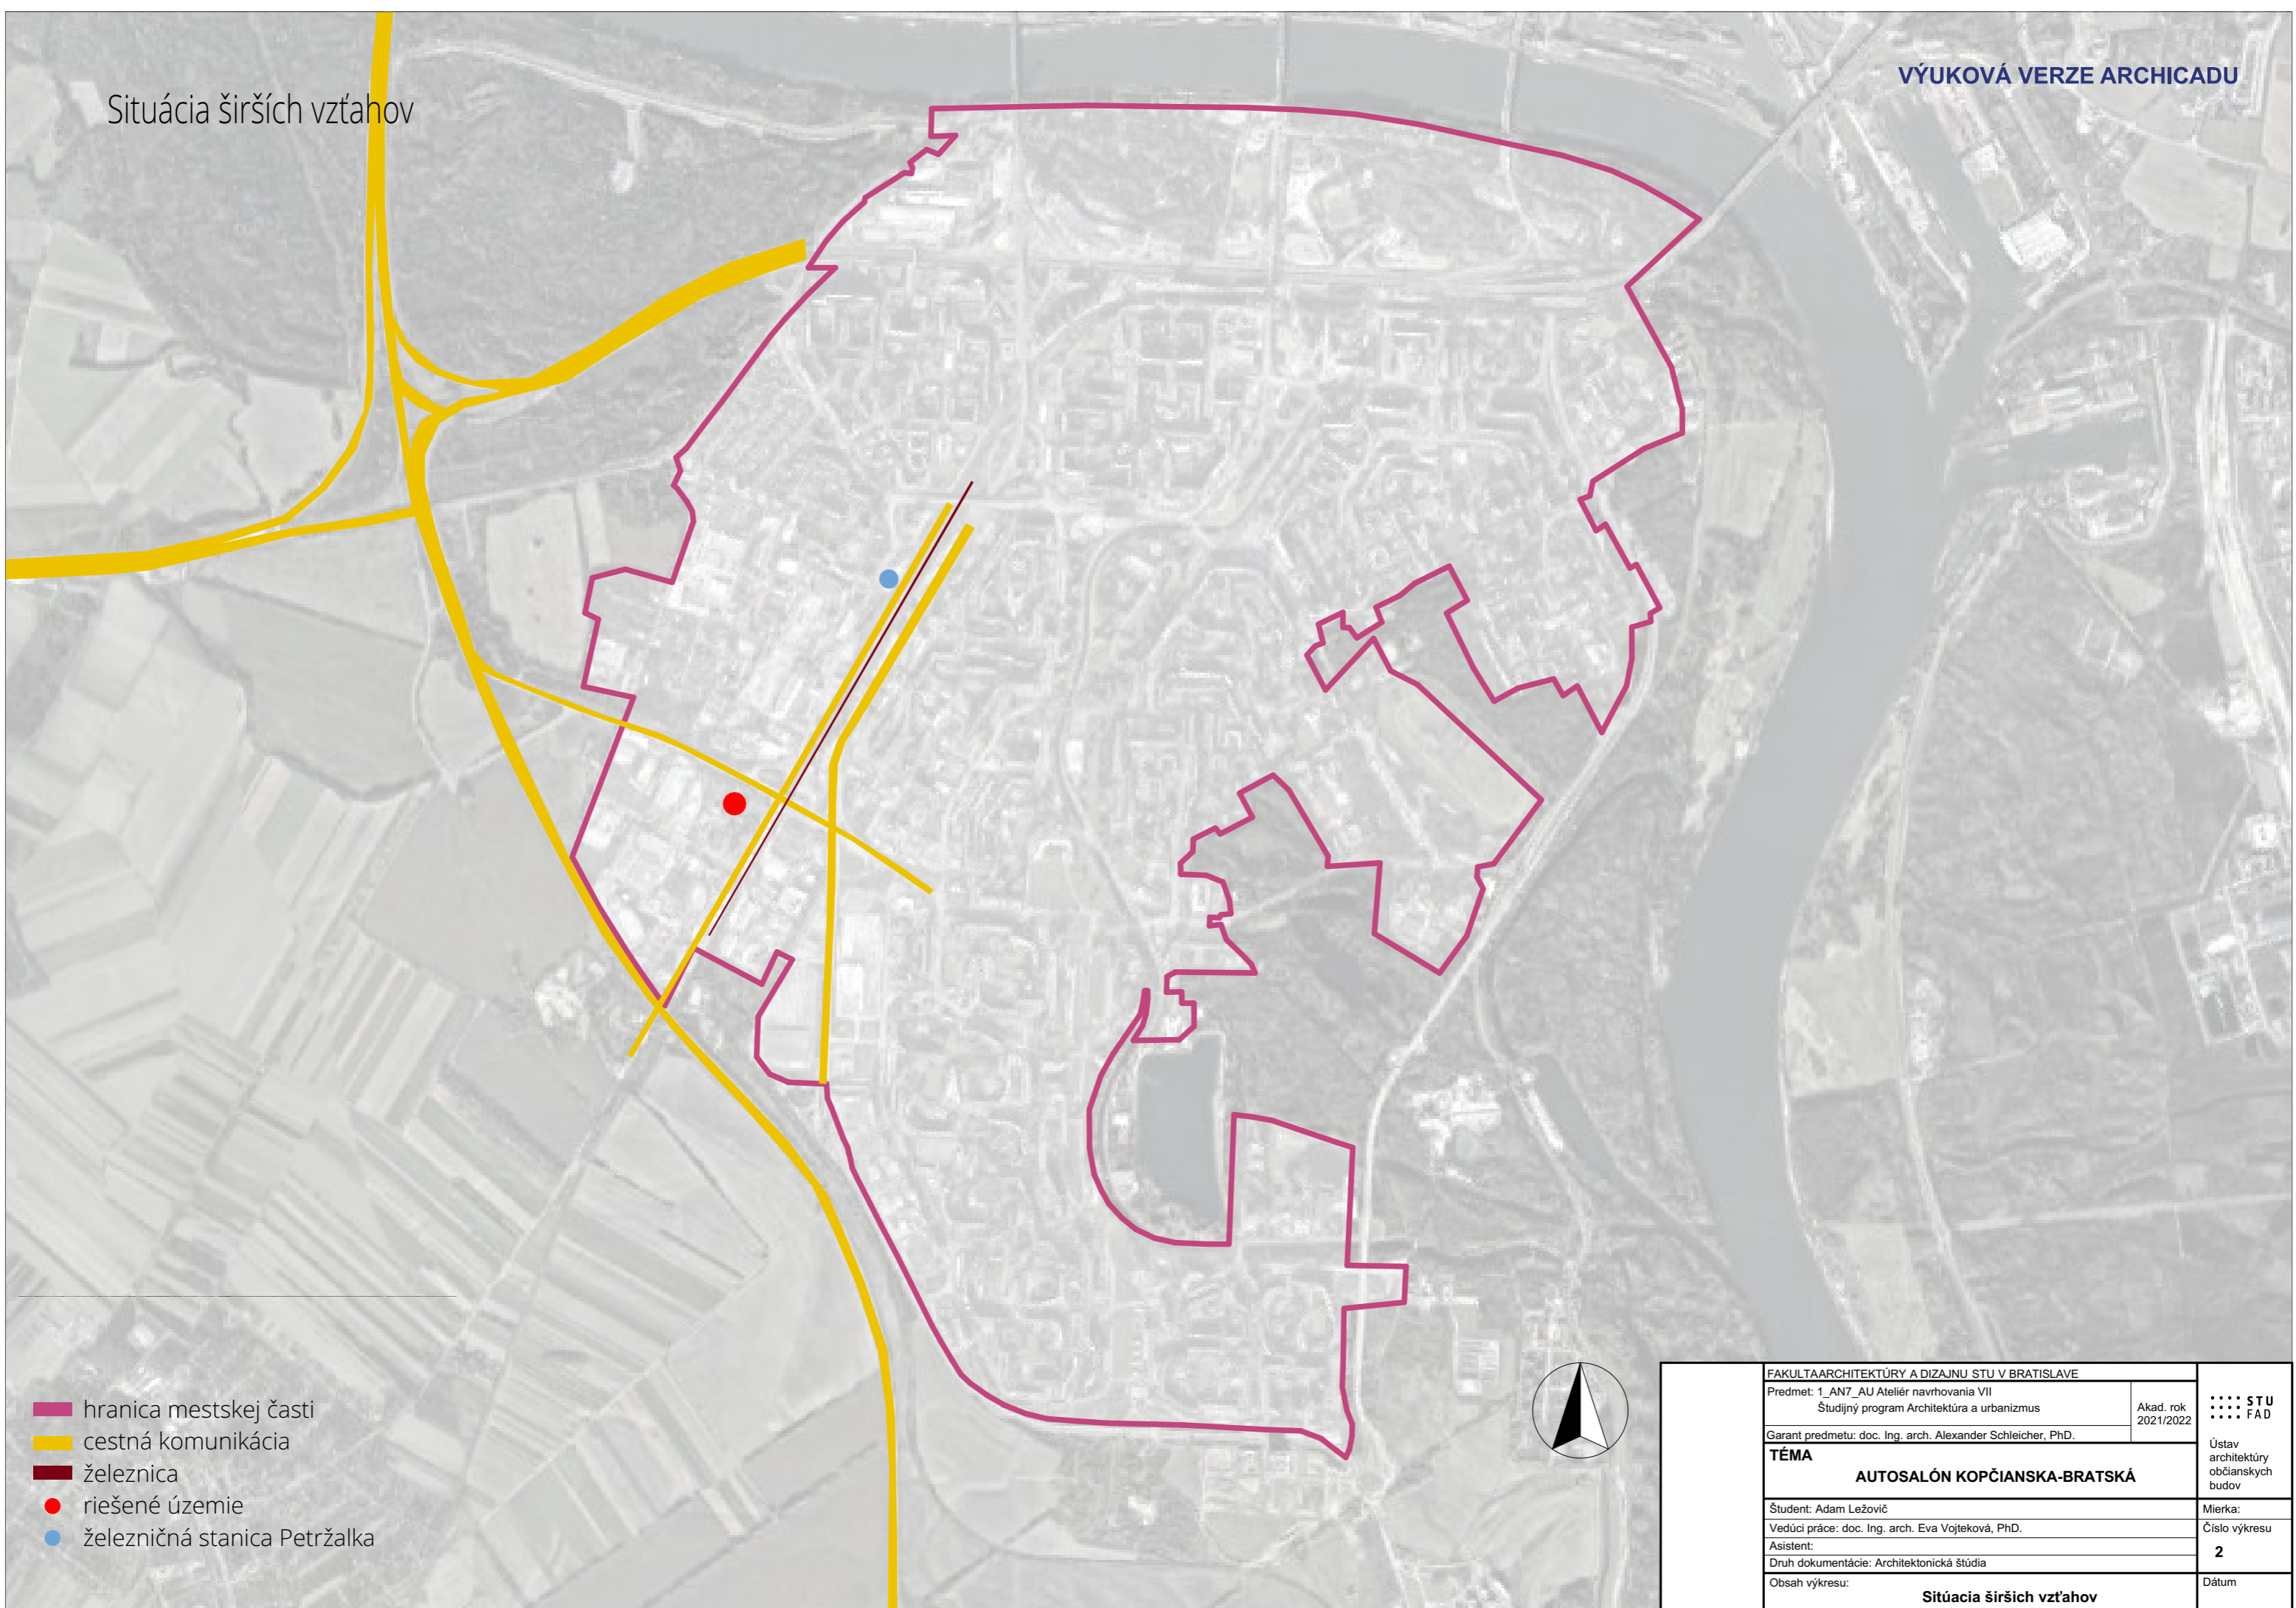 Situácia širších vzťahov
VÝUKOVÁ VERZE ARCHICADU
hranica mestskej časti
cestná komunikácia
železnica
riešené územie
železničná stanica Petržalka
FAKULTA ARCHITEKTÚRY A DIZAJNU STU V BRATISLAVE
Predmet: 1_AN7_AU Ateliér navrhovania VII
Študijný program Architektúra a urbanizmus
Akad. rok
2021/2022
Garant predmetu: doc. Ing. arch. Alexander Schleicher, PhD.
STU
FAD
Ústav
architektúry
občianskych
budov
TÉMA
AUTOSALÓN KOPČIANSKA-BRATSKÁ
Študent: Adam Ležovič
Mierka:
Vedúci práce: doc. Ing. arch. Eva Vojteková, PhD.
Číslo výkresu
2
Asistent:
Druh dokumentácie: Architektonická štúdia
Obsah výkresu:
Sitúacia širšich vzťahov
Dátum